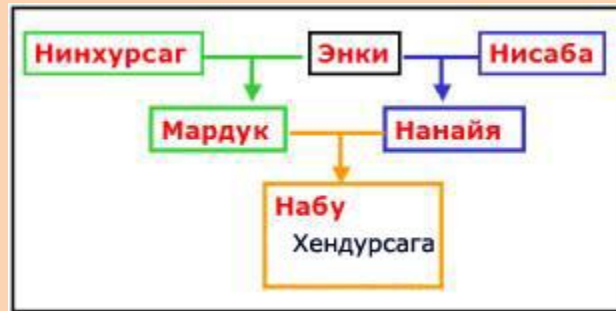 Нинхурсаг Энки Нисаба
Мардук Нанайя
Набу
Хендурсага